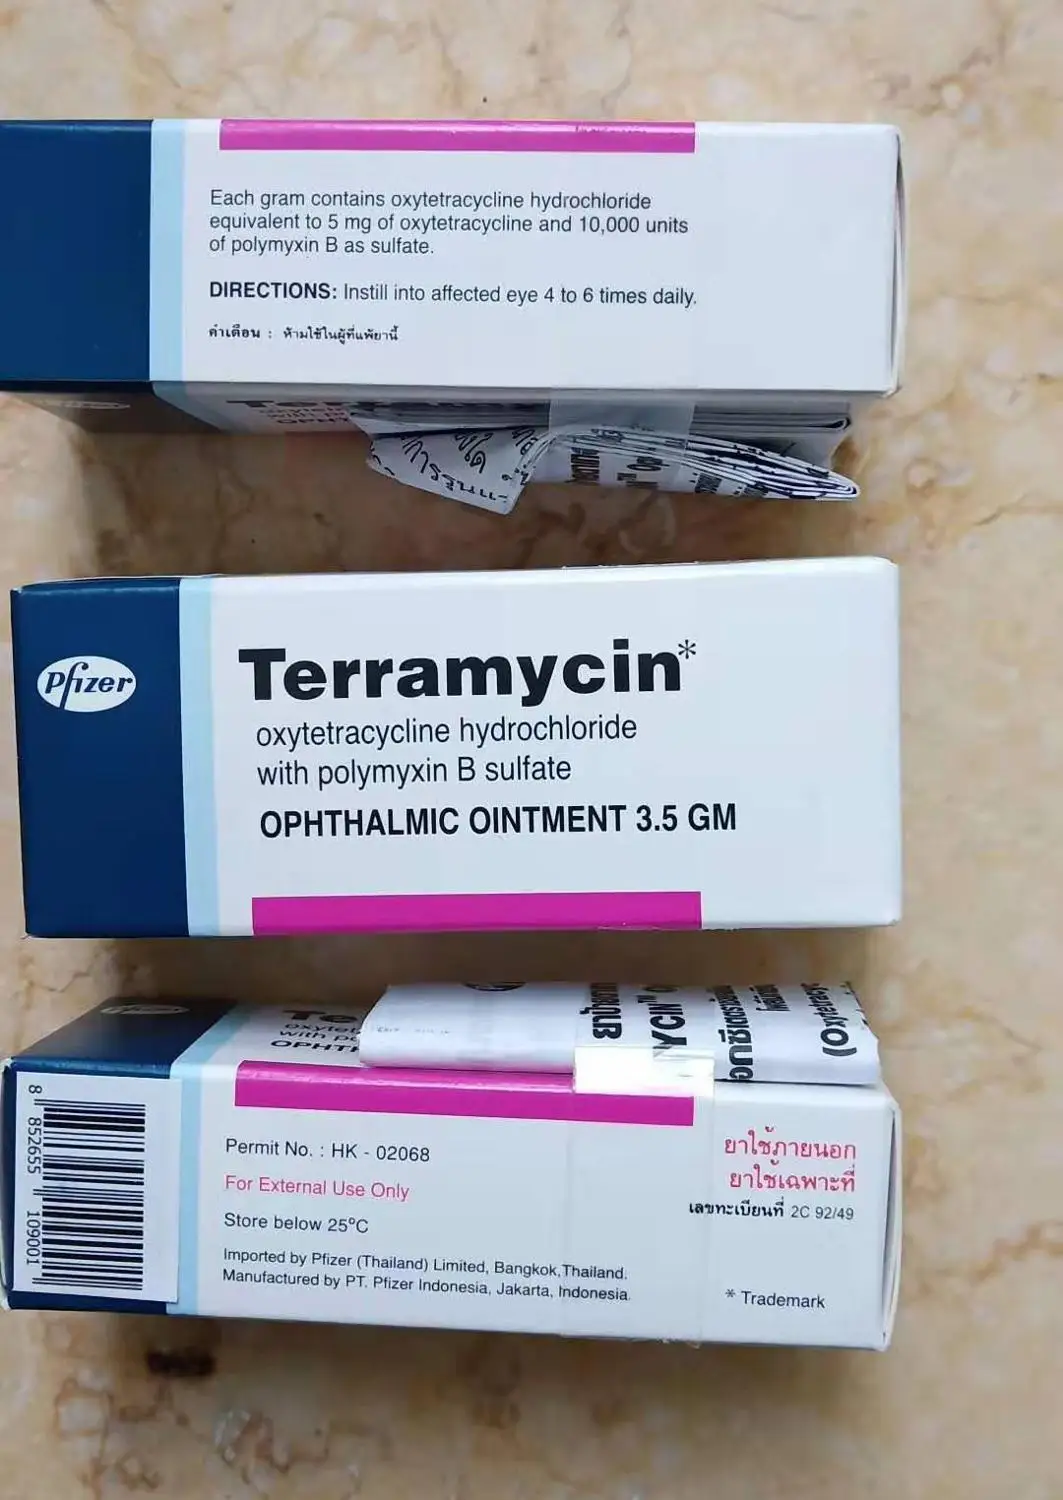 Each gram contains oxytetracycline hydrochloride
equivalent to 5 mg of oxytetracycline and 10,000 units
of polymyxin B as sulfate.
DIRECTIONS: Instill into affected eye 4 to 6 times daily.
คำเตือน : ห้ามใช้ในผู้ที่แพ้ยานี้
Pfizer
Terramycin*
oxytetracycline hydrochloride
with polymyxin B sulfate
OPHTHALMIC OINTMENT 3.5 GM
(Oxytetracyc
8 852655 109001
Permit No. : HK - 02068
For External Use Only
Store below 25°C
Imported by Pfizer (Thailand) Limited, Bangkok,Thailand.
Manufactured by PT. Pfizer Indonesia, Jakarta, Indonesia.
ยาใช้ภายนอก
ยาใช้เฉพาะที่
เลขทะเบียนที่ 2C 92/49
* Trademark